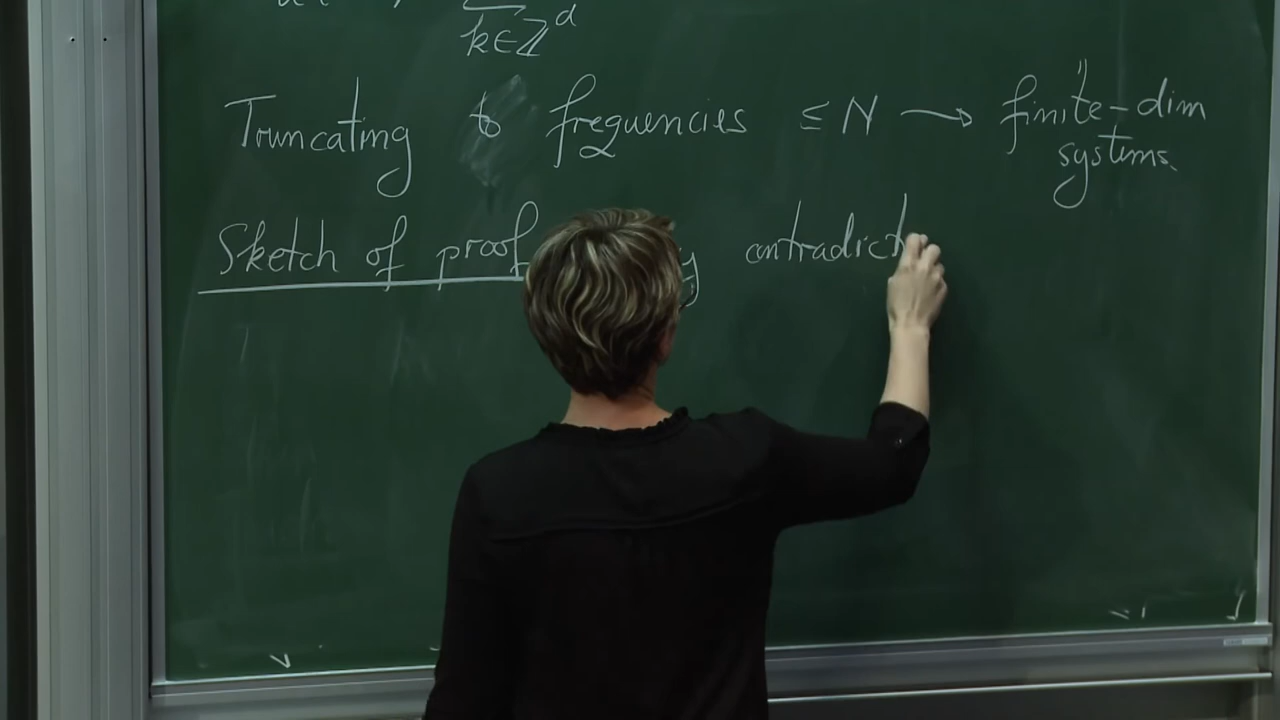 k∈ℤ^d
Truncating to frequencies ≤ N → finite-dim
systems.
Sketch of proof contradict